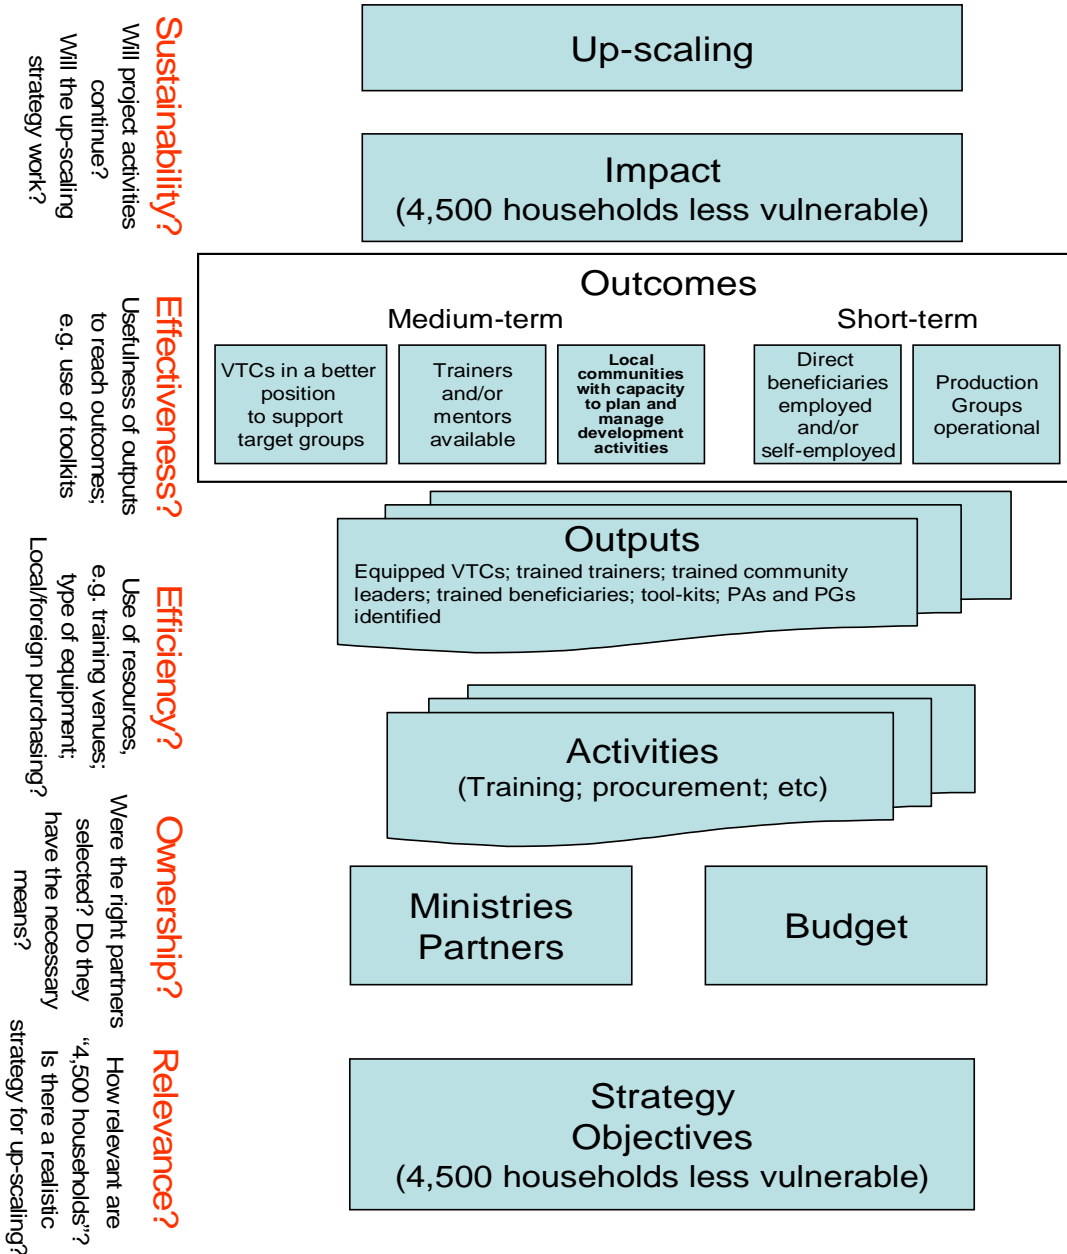 Sustainability?
Will project activities
continue?
Will the up-scaling
strategy work?
Up-scaling
Impact
(4,500 households less vulnerable)
Effectiveness?
Usefulness of outputs
to reach outcomes;
e.g. use of toolkits
Outcomes
Medium-term
Short-term
VTCs in a better
position
to support
target groups
Trainers
and/or
mentors
available
Local
communities
with capacity
to plan and
manage
development
activities
Direct
beneficiaries
employed
and/or
self-employed
Production
Groups
operational
Efficiency?
Use of resources,
e.g. training venues;
type of equipment;
Local/foreign purchasing?
Outputs
Equipped VTCs; trained trainers; trained community
leaders; trained beneficiaries; tool-kits; PAs and PGs
identified
Activities
(Training; procurement; etc)
Ownership?
Were the right partners
selected? Do they
have the necessary
means?
Ministries
Partners
Budget
Relevance?
How relevant are
“4,500 households”?
Is there a realistic
strategy for up-scaling?
Strategy
Objectives
(4,500 households less vulnerable)